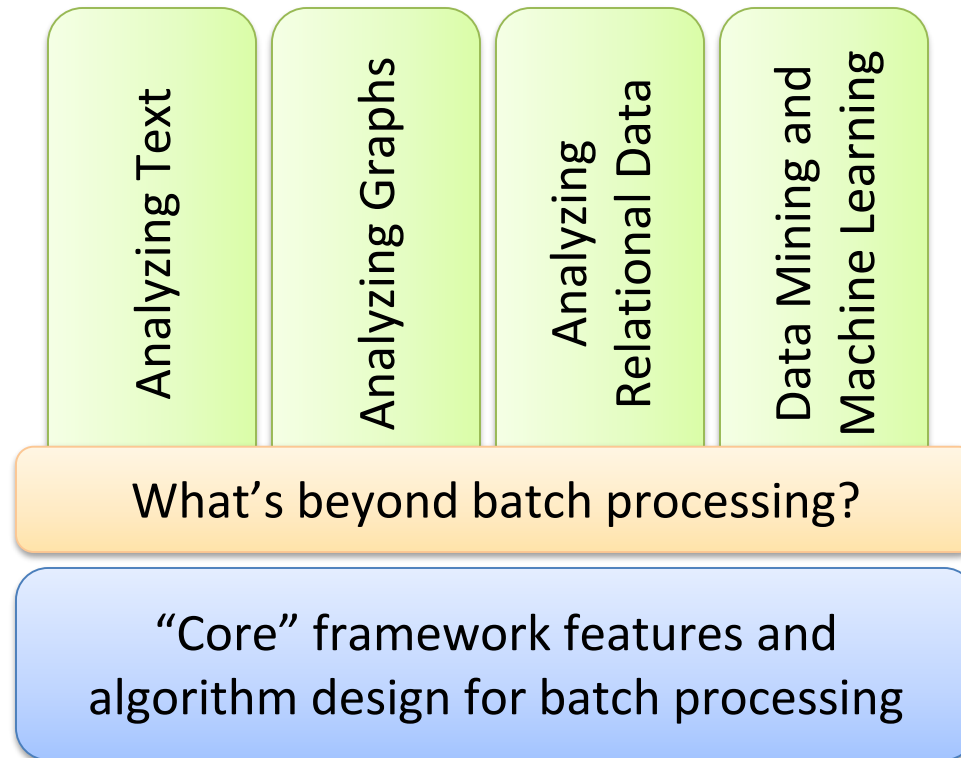 Analyzing Text
Analyzing Graphs
Analyzing
Relational Data
Data Mining and
Machine Learning
What’s beyond batch processing?
“Core” framework features and
algorithm design for batch processing